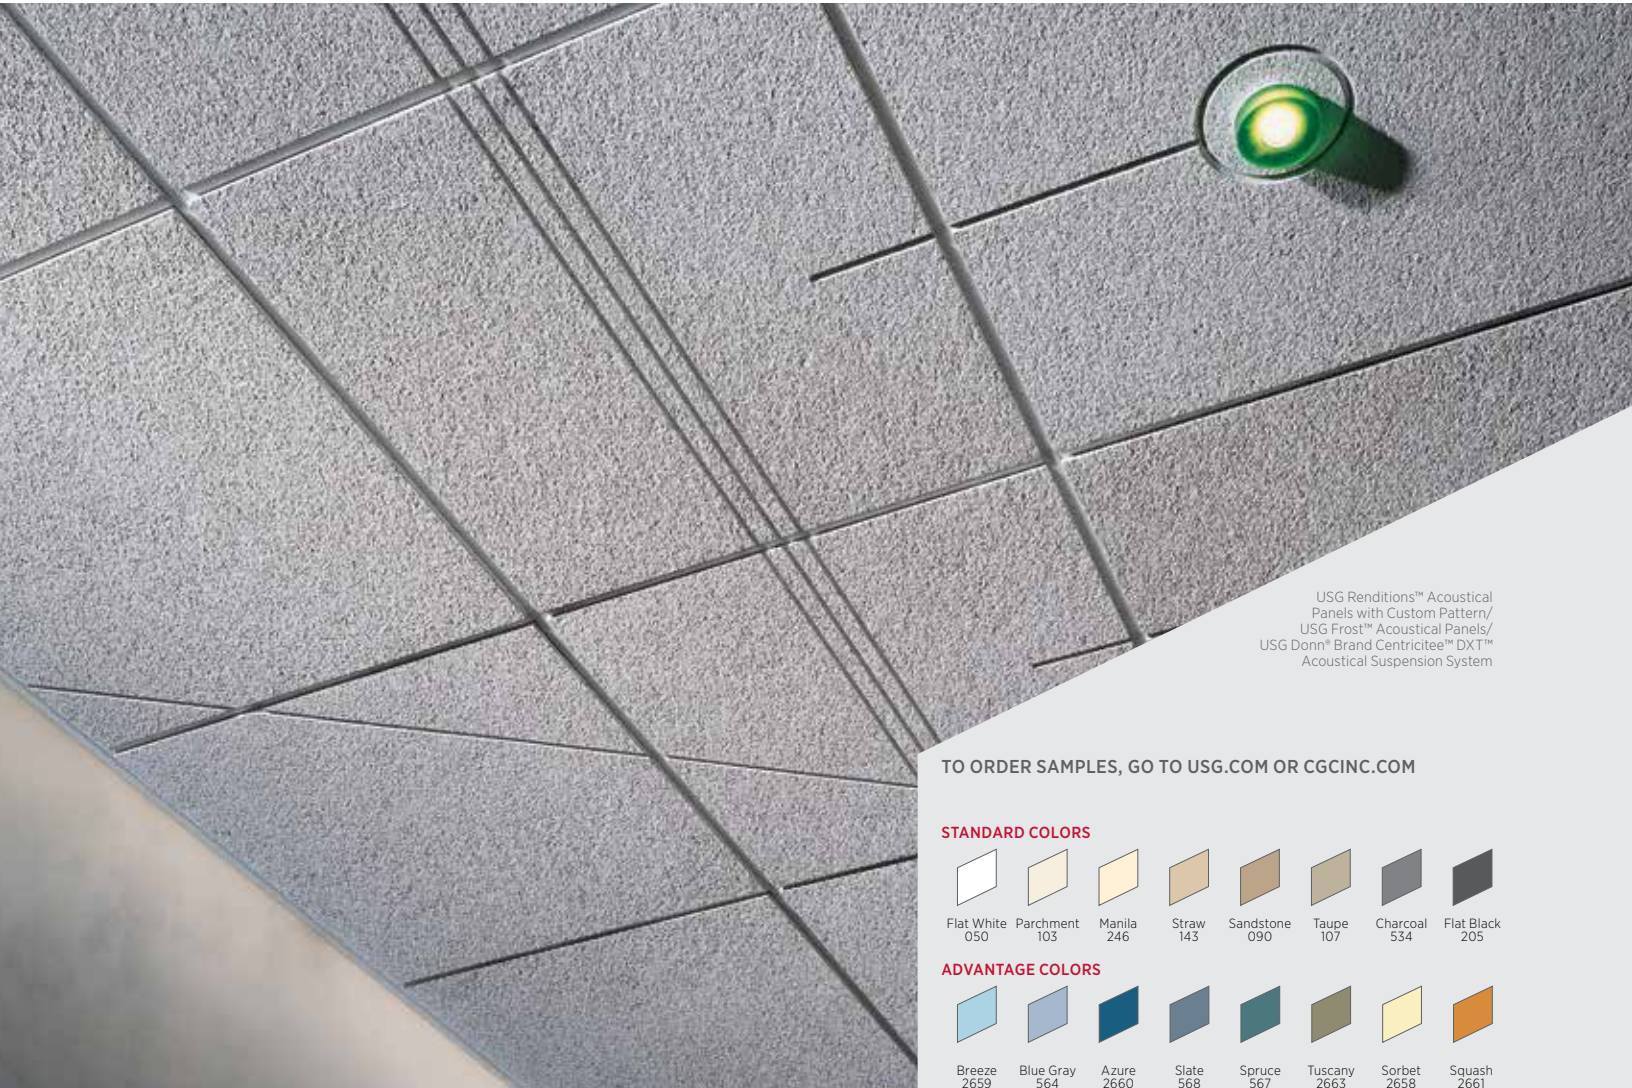 USG Renditions™ Acoustical
Panels with Custom Pattern/
USG Frost™ Acoustical Panels/
USG Donn® Brand Centricitee™ DXT™
Acoustical Suspension System
TO ORDER SAMPLES, GO TO USG.COM OR CGCINC.COM
STANDARD COLORS
Flat White Parchment Manila Straw Sandstone Taupe Charcoal Flat Black
050 103 246 143 090 107 534 205
ADVANTAGE COLORS
Breeze Blue Gray Azure Slate Spruce Tuscany Sorbet Squash
2659 564 2660 568 567 2663 2658 2661